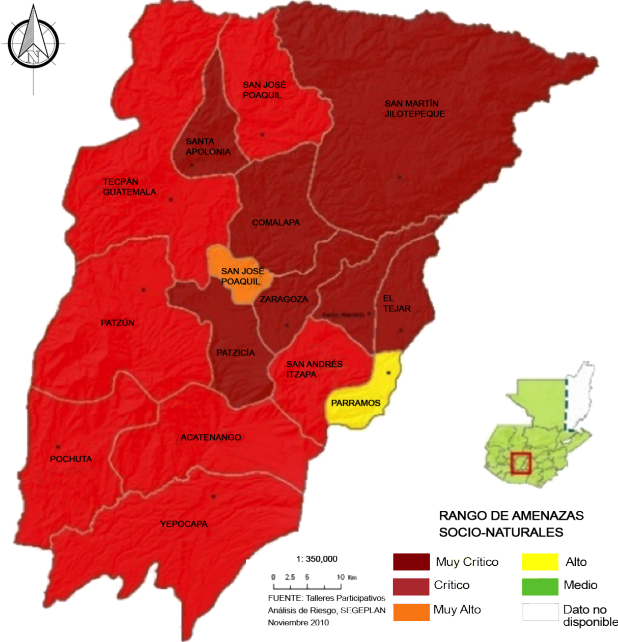 N
SAN JOSÉ
POAQUIL
SAN MARTÍN
JILOTEPEQUE
SANTA
APOLONIA
TECPÁN
GUATEMALA
COMALAPA
SAN JOSÉ
POAQUIL
ZARAGOZA
EL
TEJAR
PATZÚN
PATZICÍA
SAN ANDRÉS
ITZAPA
PARRAMOS
ACATENANGO
POCHUTA
YEPOCAPA
RANGO DE AMENAZAS
SOCIO-NATURALES
Muy Crítico
Crítico
Muy Alto
Alto
Medio
Dato no
disponible
1: 350,000
0 2.5 5 10 Km
FUENTE: Talleres Participativos
Análisis de Riesgo, SEGEPLAN
Noviembre 2010